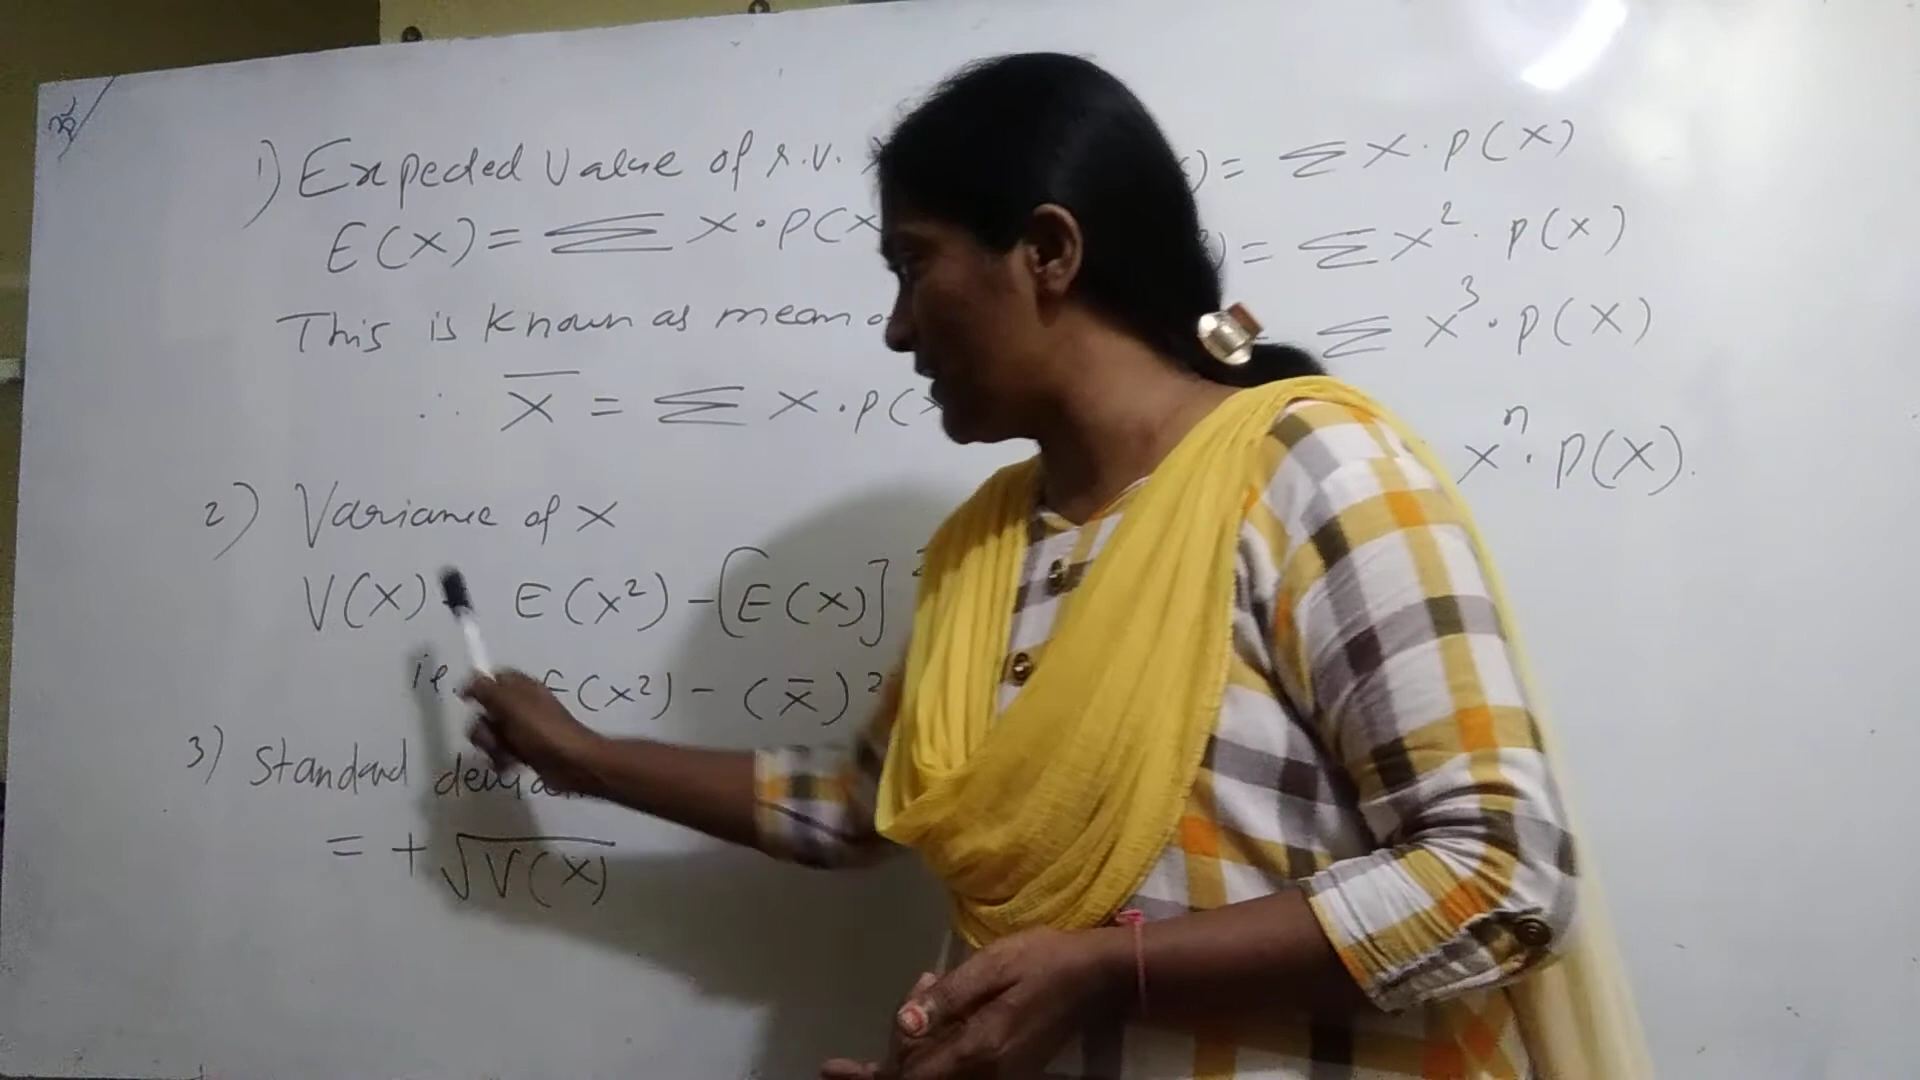 ॐ
1) Expected Value of r.v.
E(X) = Σ X · P(X
This is known as mean
∴ X̅ = Σ X · P(
2) Variance of X
V(X) = E(X²) - [E(X)]²
i.e. E(X²) - (X̅)²
3) Standard
= + √V(X)
) = Σ X · P(X)
) = Σ X² · P(X)
Σ X³ · P(X)
Xⁿ · P(X).